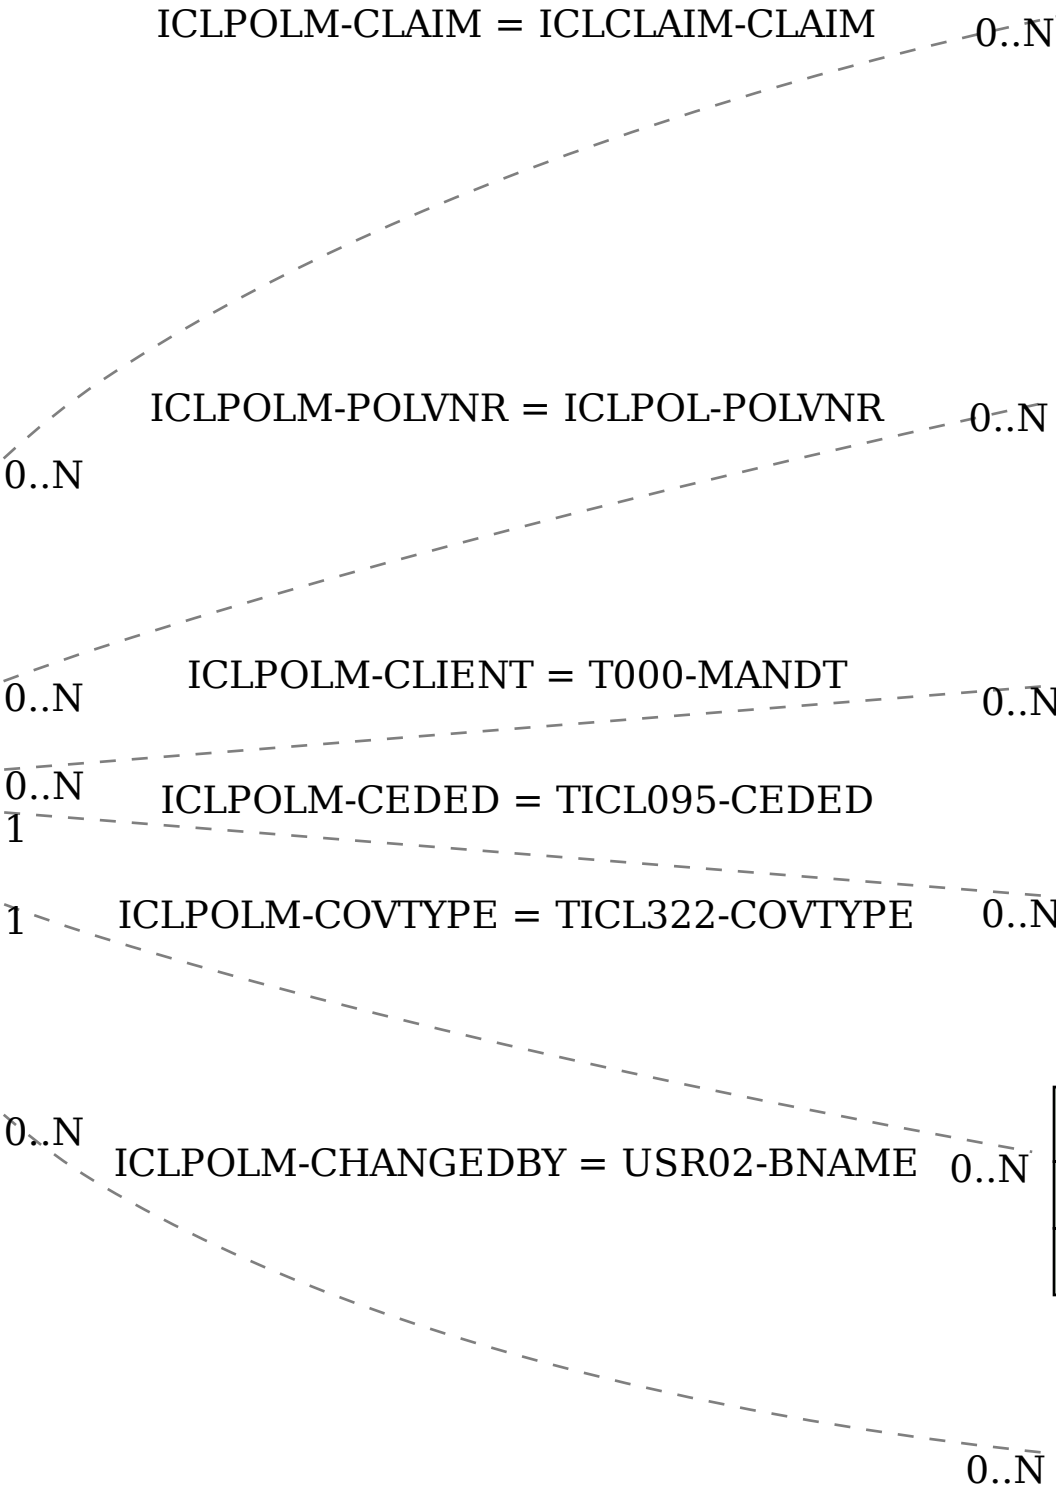 ICLPOLM-CLAIM = ICLCLAIM-CLAIM
0..N
ICLPOLM-POLVNR = ICLPOL-POLVNR
0..N
0..N
ICLPOLM-CLIENT = T000-MANDT
0..N
0..N
0..N
ICLPOLM-CEDED = TICL095-CEDED
1
ICLPOLM-COVTYPE = TICL322-COVTYPE
0..N
1
0..N
ICLPOLM-CHANGEDBY = USR02-BNAME
0..N
0..N